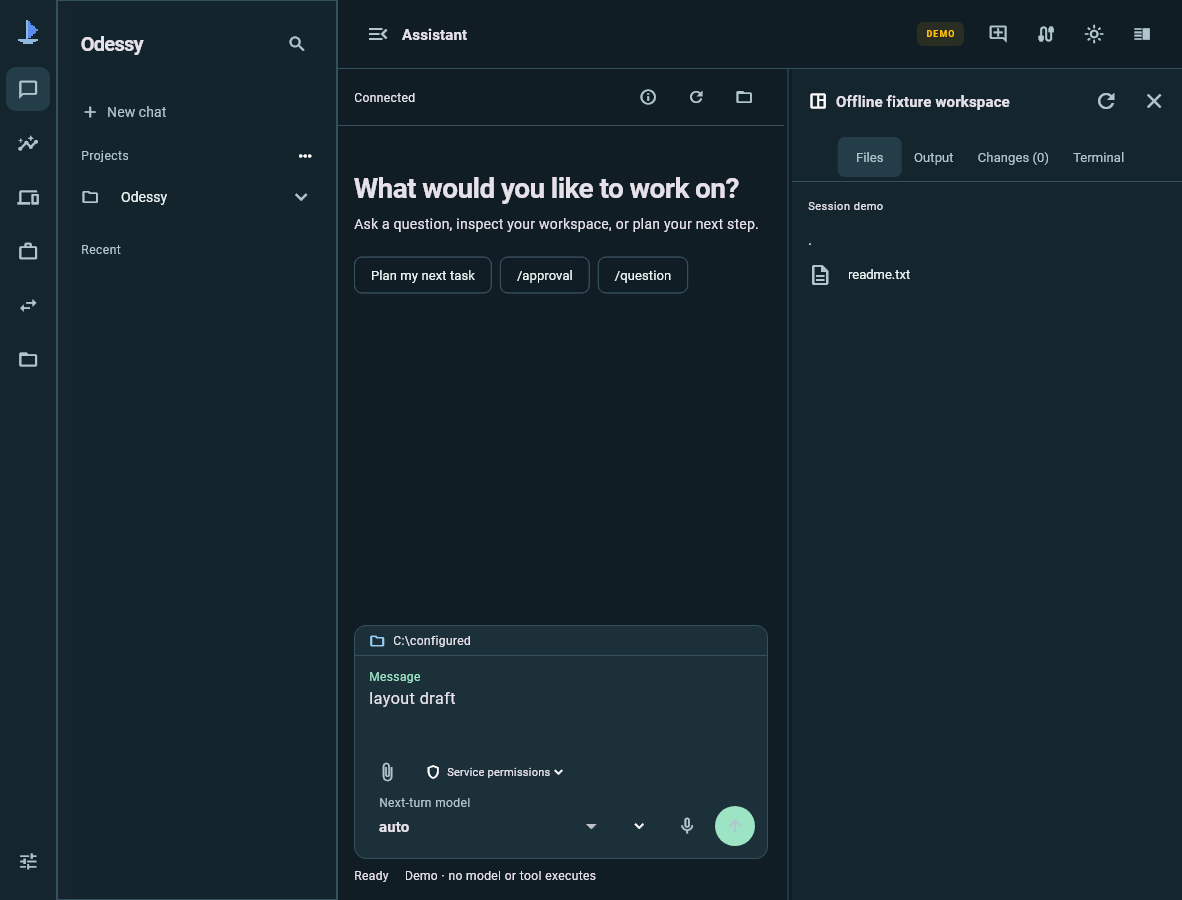 Odessy
New chat
Projects
Odessy
Recent
Assistant
DEMO
Connected
What would you like to work on?
Ask a question, inspect your workspace, or plan your next step.
Plan my next task
/approval
/question
C:\configured
Message
layout draft
Service permissions
Next-turn model
auto
Ready
Demo · no model or tool executes
Offline fixture workspace
Files
Output
Changes (0)
Terminal
Session demo
.
readme.txt